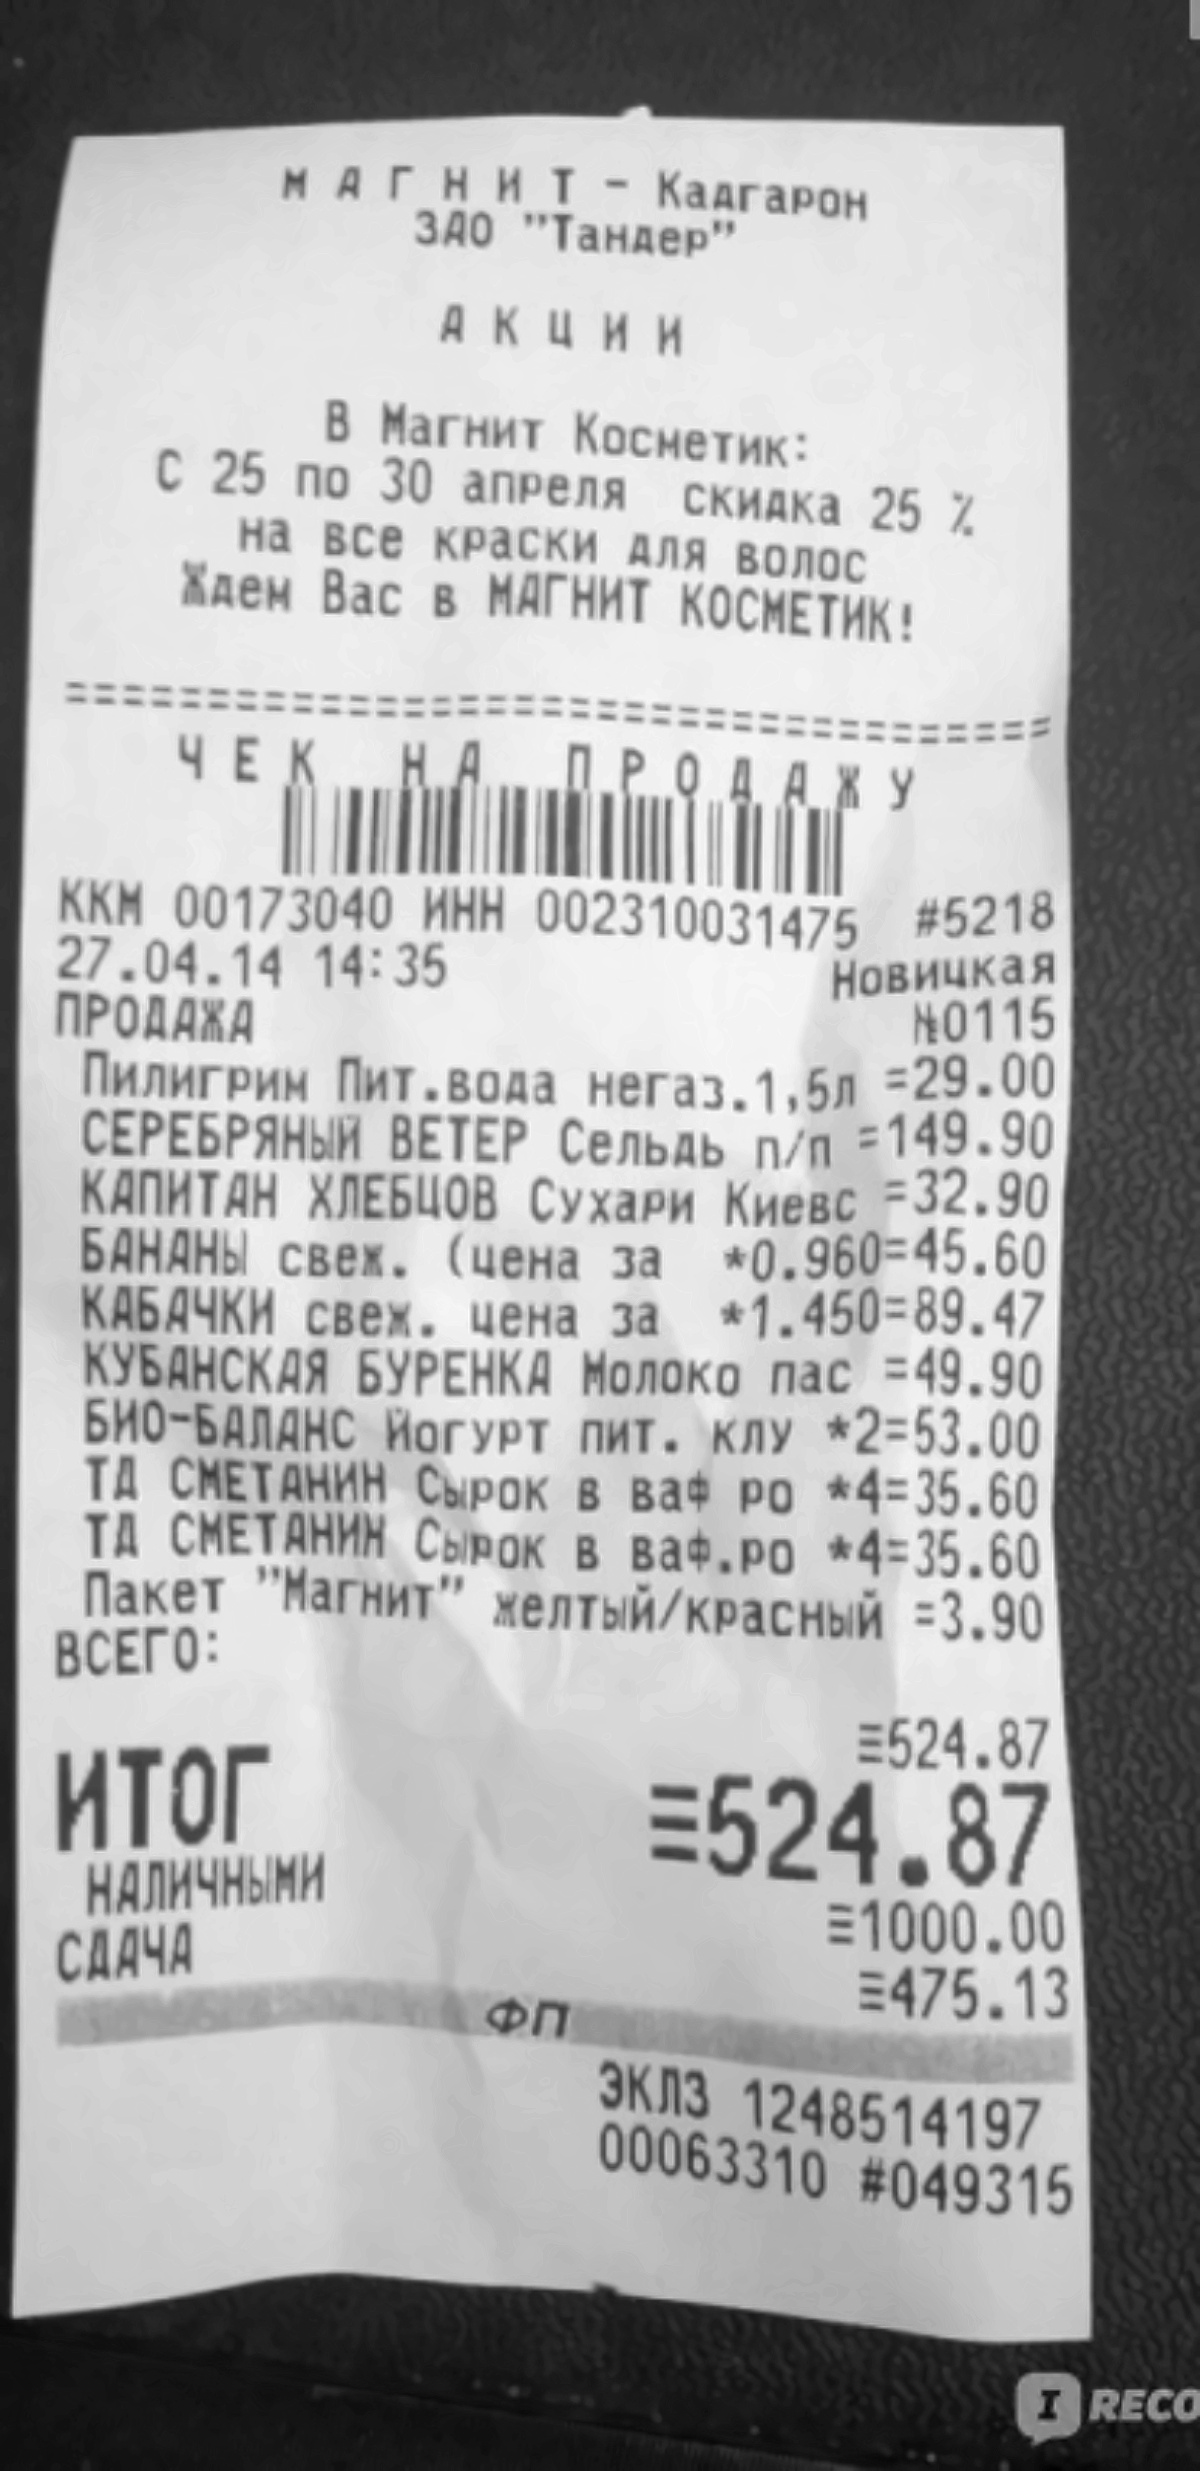 МАГНИТ - Кадгарон
ЗАО "Тандер"
АКЦИИ
В Магнит Косметик:
С 25 по 30 апреля скидка 25 %
на все краски для волос
Ждем Вас в МАГНИТ КОСМЕТИК!
===================================
ЧЕК НА ПРОДАЖУ
ККМ 00173040 ИНН 002310031475 #5218
27.04.14 14:35 Новицкая
ПРОДАЖА №0115
Пилигрим Пит.вода негаз.1,5л =29.00
СЕРЕБРЯНЫЙ ВЕТЕР Сельдь п/п =149.90
КАПИТАН ХЛЕБЦОВ Сухари Киевс =32.90
БАНАНЫ свеж. (цена за *0.960=45.60
КАБАЧКИ свеж. цена за *1.450=89.47
КУБАНСКАЯ БУРЕНКА Молоко пас =49.90
БИО-БАЛАНС Йогурт пит. клу *2=53.00
ТД СМЕТАНИН Сырок в ваф ро *4=35.60
ТД СМЕТАНИН Сырок в ваф.ро *4=35.60
Пакет "Магнит" желтый/красный =3.90
ВСЕГО:
≡524.87
ИТОГ ≡524.87
НАЛИЧНЫМИ ≡1000.00
СДАЧА ≡475.13
ФП
ЭКЛЗ 1248514197
00063310 #049315
I RECO